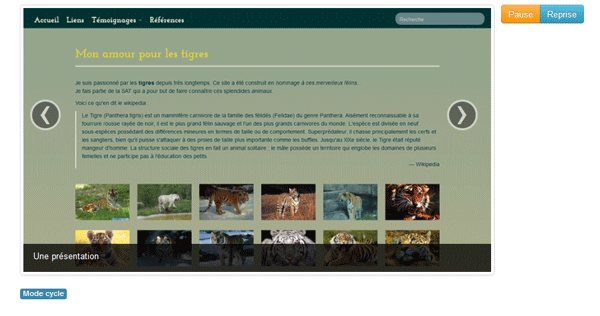 Accueil Liens Témoignages Références
Recherche
Pause Reprise
Mon amour pour les tigres
Je suis passionné par les tigres depuis très longtemps. Ce site a été construit en hommage à ces merveilleux félins.
Je fais partie de la SAT qui a pour but de faire connaître ces splendides animaux.
Voici ce qu'en dit le wikipedia :
Le Tigre (Panthera tigris) est un mammifère carnivore de la famille des félidés (Felidae) du genre Panthera. Aisément reconnaissable à sa
fourrure rousse rayée de noir, il est le plus grand félin sauvage et l'un des plus grands carnivores du monde. L'espèce est divisée en neuf
sous-espèces possédant des différences mineures en termes de taille ou de comportement. Superprédateur, il chasse principalement les cerfs et
les sangliers, bien qu'il puisse s'attaquer à des proies de taille plus importante comme les buffles. Jusqu'au XIXe siècle, le Tigre était réputé
mangeur d'homme. La structure sociale des tigres en fait un animal solitaire ; le mâle possède un territoire qui englobe les domaines de plusieurs
femelles et ne participe pas à l'éducation des petits.
— Wikipedia
Une présentation
Mode cycle